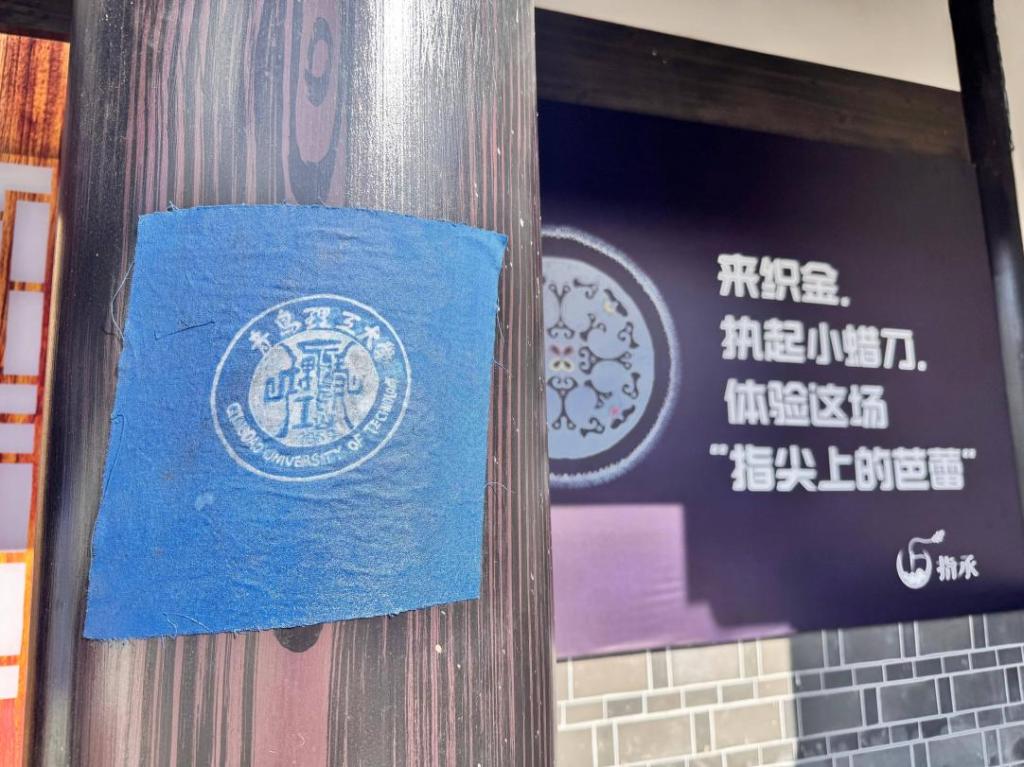 青岛理工大学
QINGDAO UNIVERSITY OF TECHNOLOGY
来织金,
执起小蜡刀,
体验这场
“指尖上的芭蕾”
指承